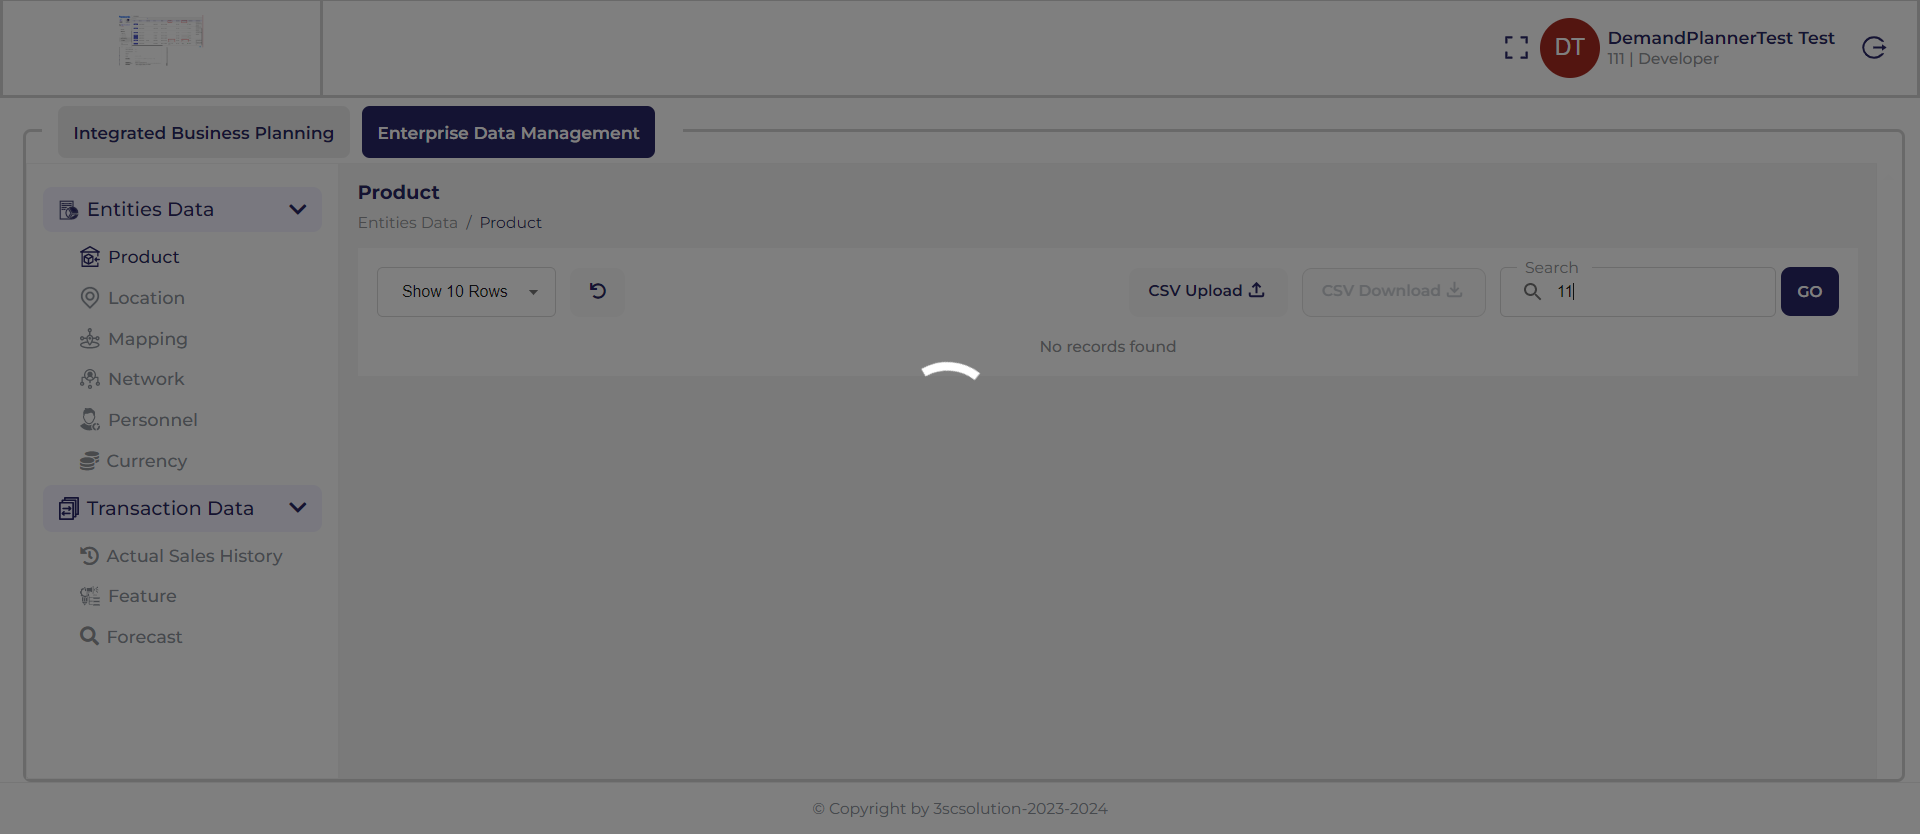 DT
DemandPlannerTest Test
111 | Developer
Integrated Business Planning
Enterprise Data Management
Entities Data
Product
Location
Mapping
Network
Personnel
Currency
Transaction Data
Actual Sales History
Feature
Forecast
Product
Entities Data / Product
Show 10 Rows
CSV Upload
CSV Download
Search
11
GO
No records found
© Copyright by 3scsolution-2023-2024